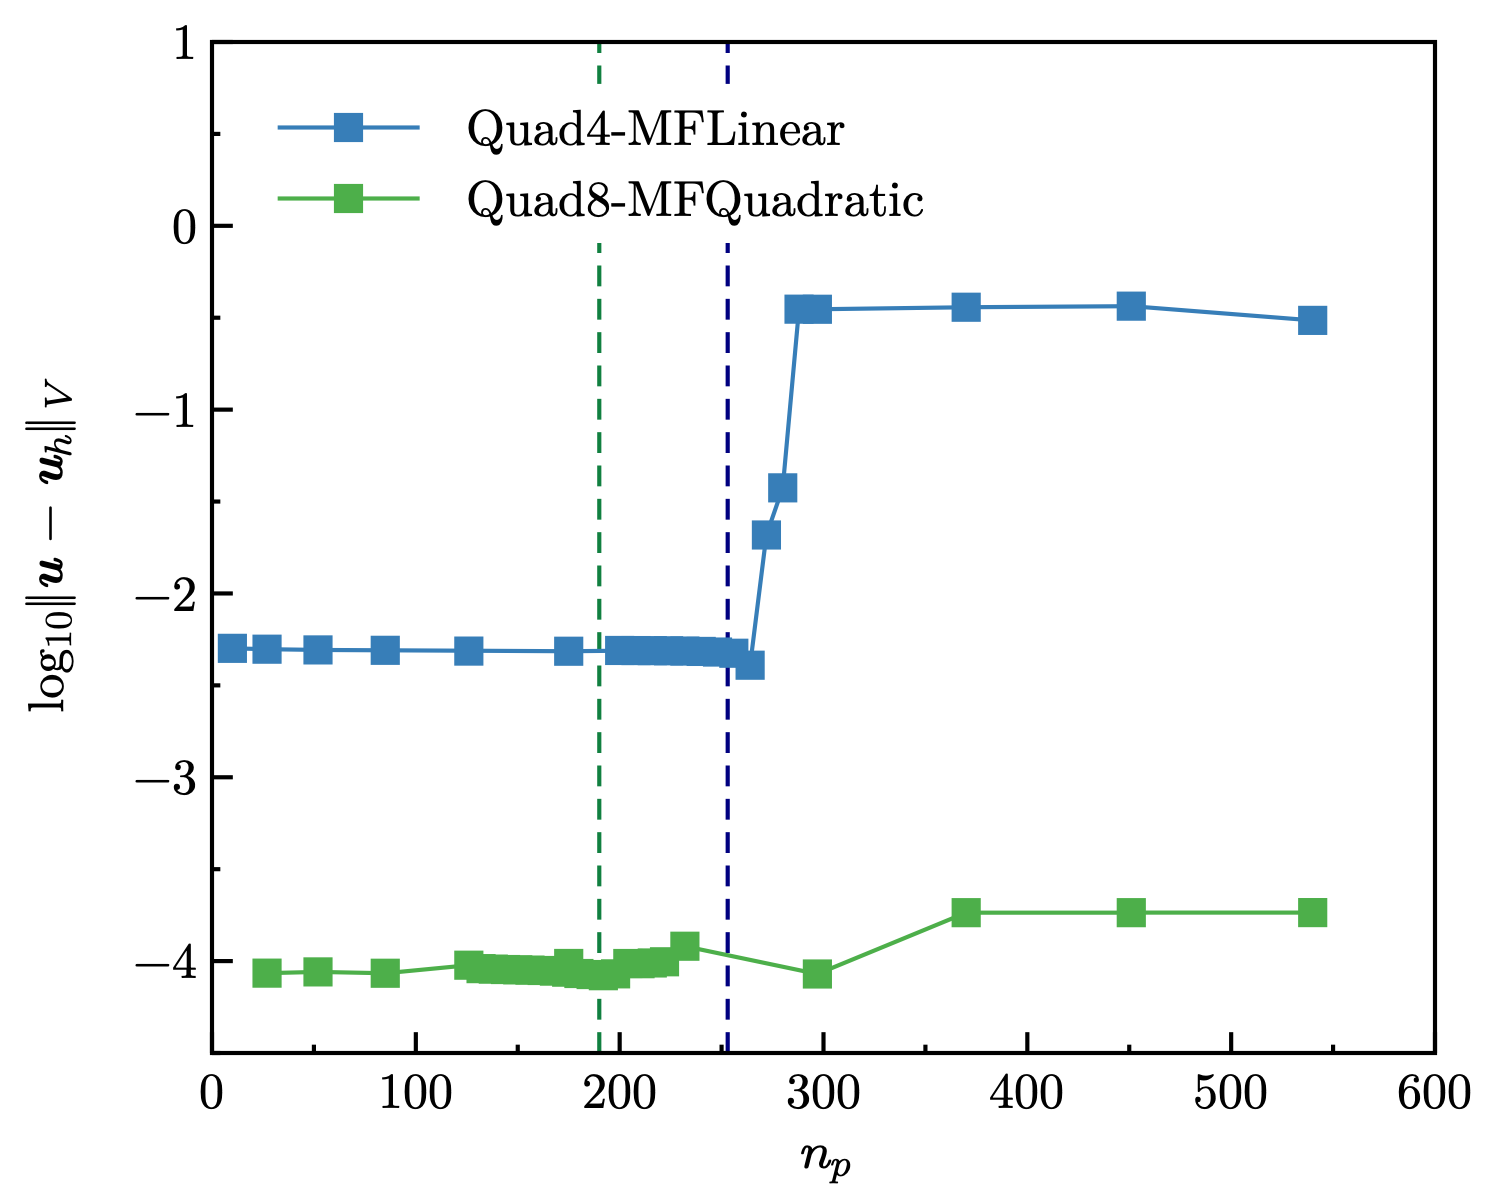 1
Quad4-MFLinear
Quad8-MFQuadratic
0
−1
−2
−3
−4
log₁₀‖𝒖 − 𝒖ₕ‖_V
0 100 200 300 400 500 600
nₚ